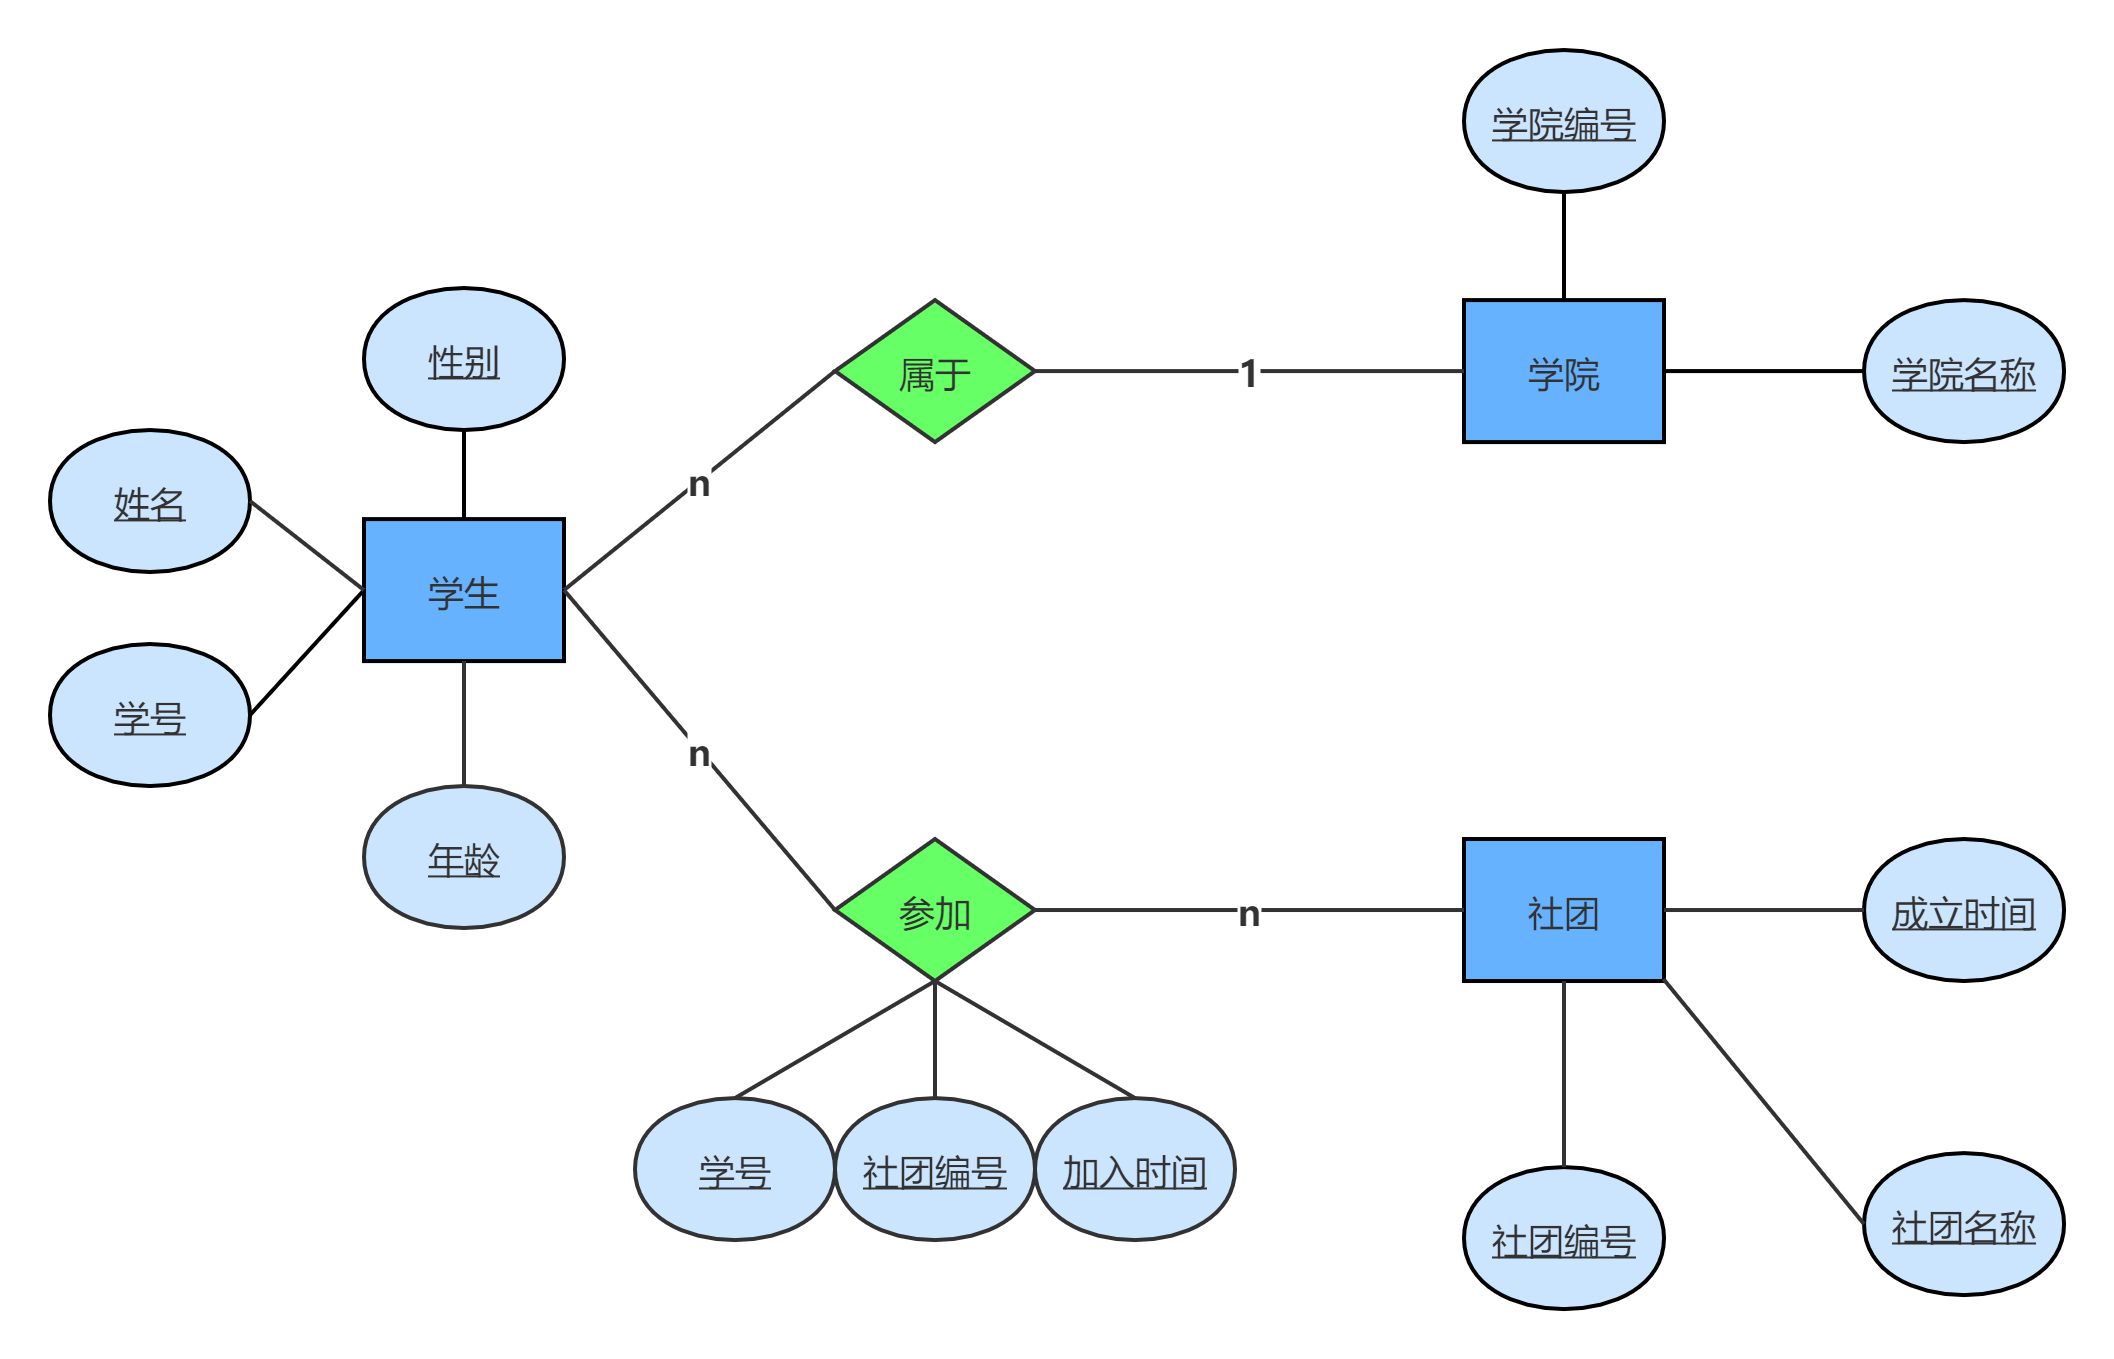 学院编号
性别
属于
1
学院
学院名称
n
姓名
学生
学号
n
年龄
参加
n
社团
成立时间
学号
社团编号
加入时间
社团编号
社团名称